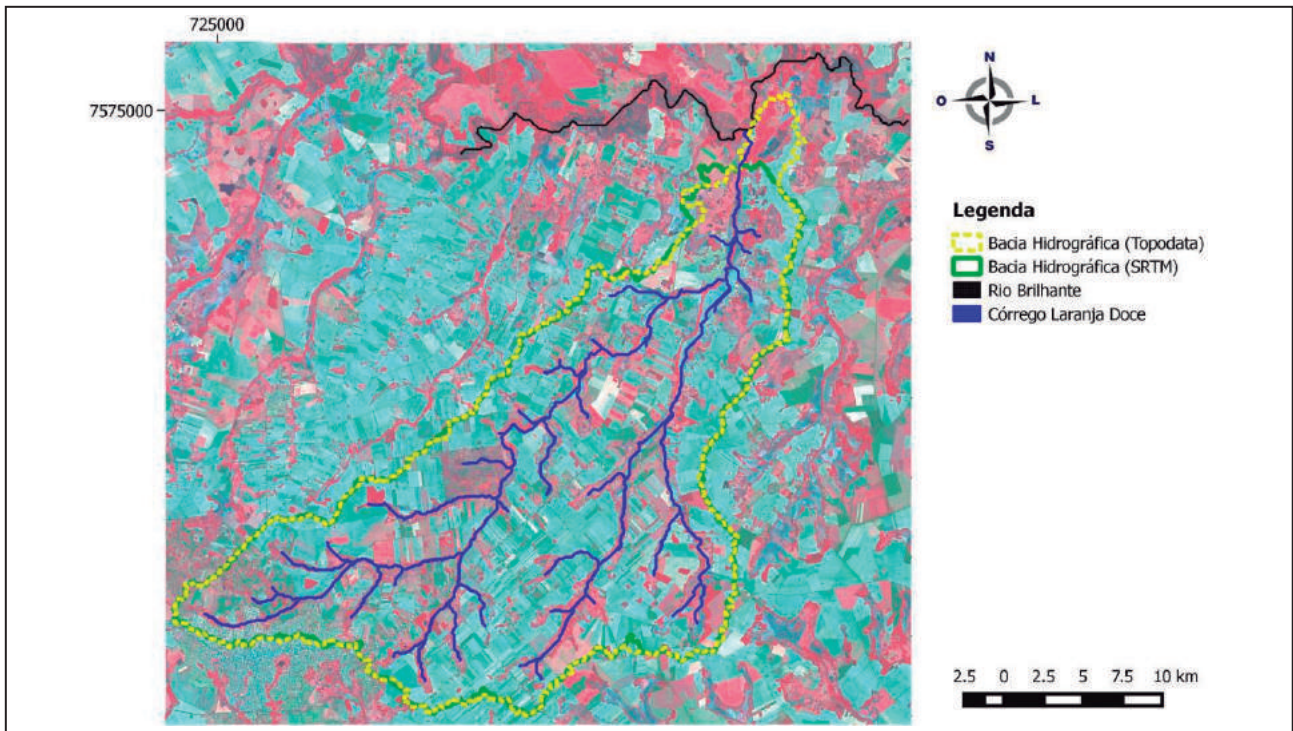 725000
7575000
N
O L
S
Legenda
Bacia Hidrográfica (Topodata)
Bacia Hidrográfica (SRTM)
Rio Brilhante
Córrego Laranja Doce
2.5 0 2.5 5 7.5 10 km